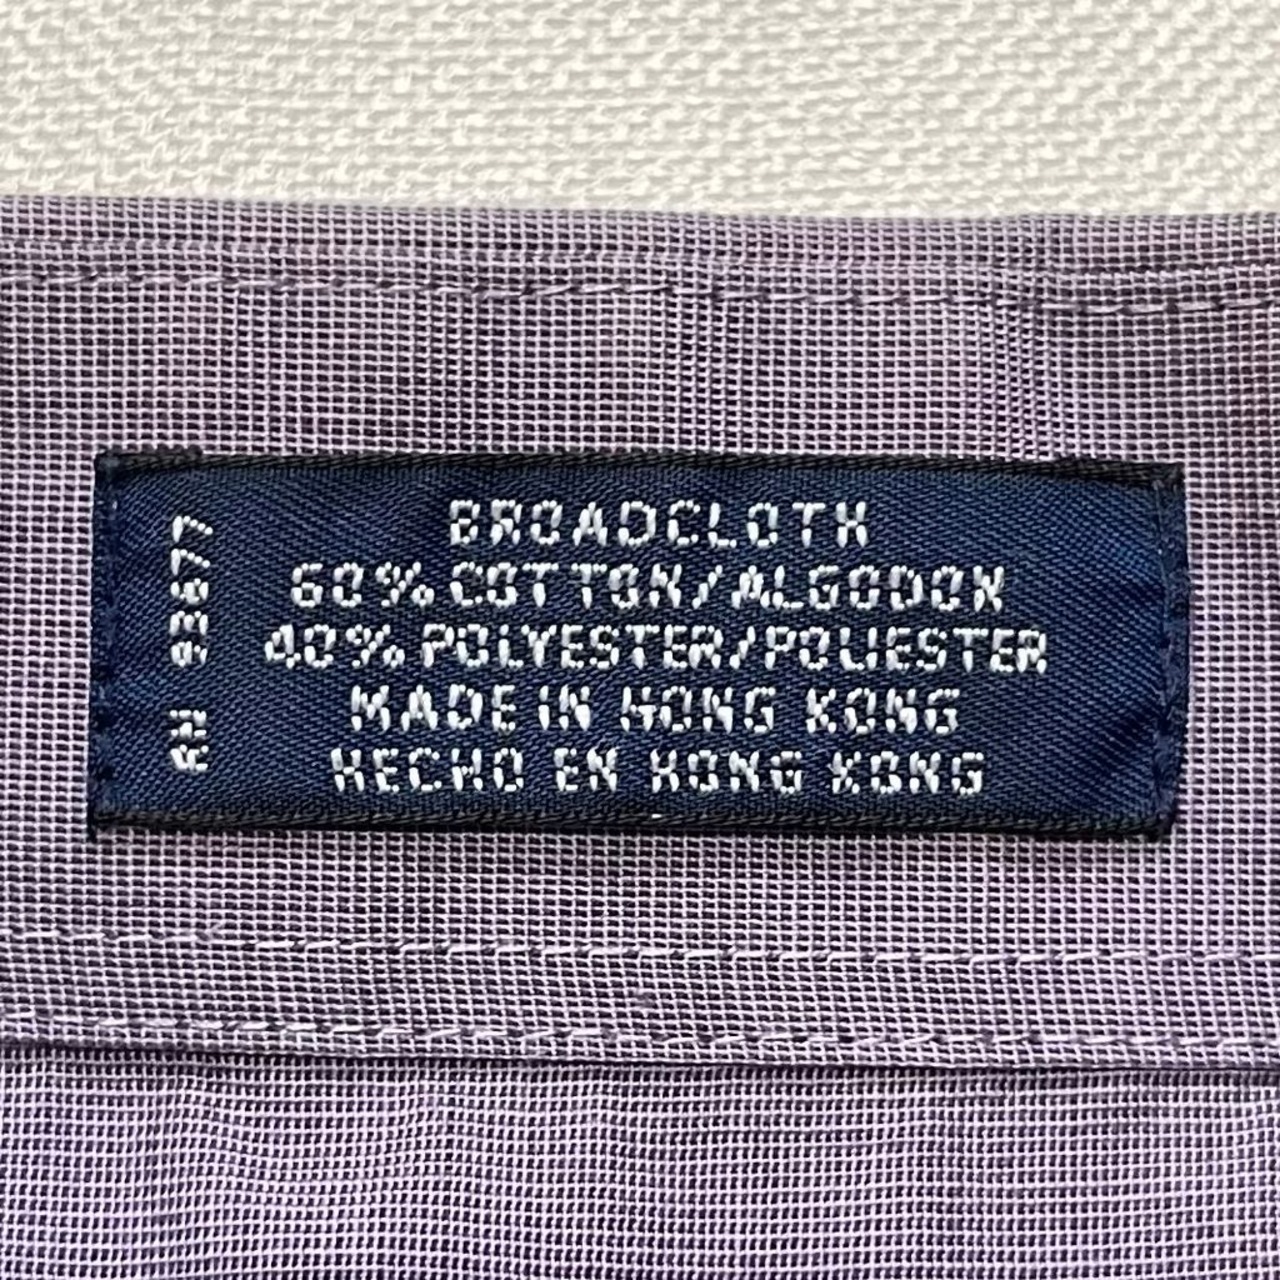 BROADCLOTH
60% COTTON/ALGODON
40% POLYESTER/POLIESTER
MADE IN HONG KONG
HECHO EN HONG KONG
RN 93677